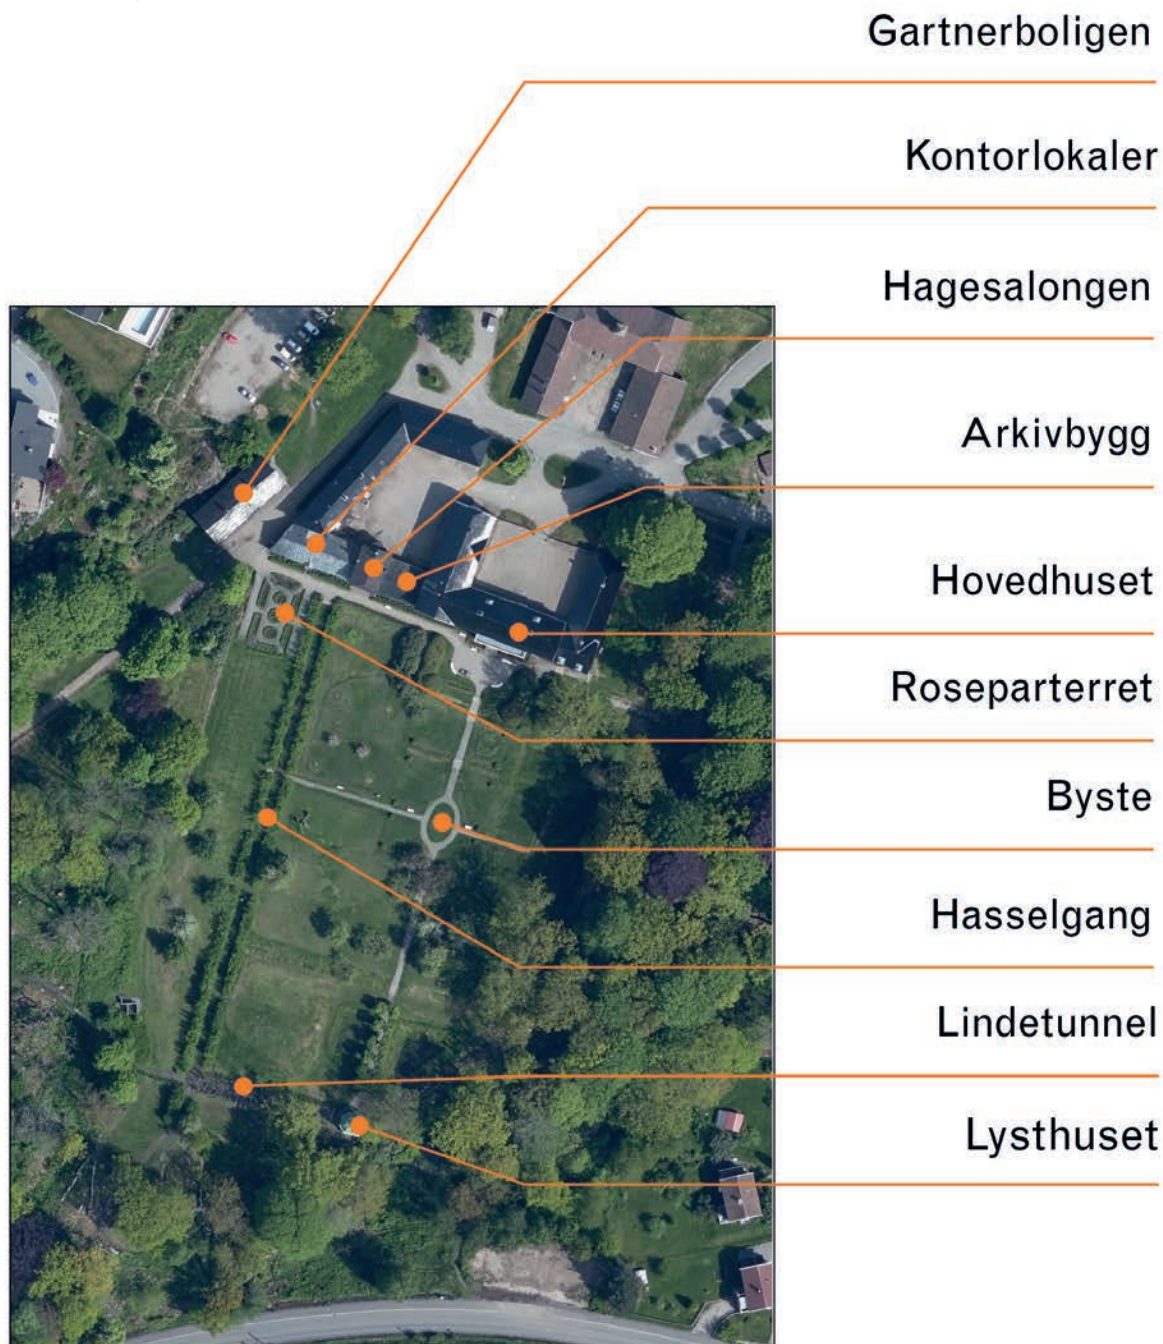 Gartnerboligen
Kontorlokaler
Hagesalongen
Arkivbygg
Hovedhuset
Roseparterret
Byste
Hasselgang
Lindetunnel
Lysthuset